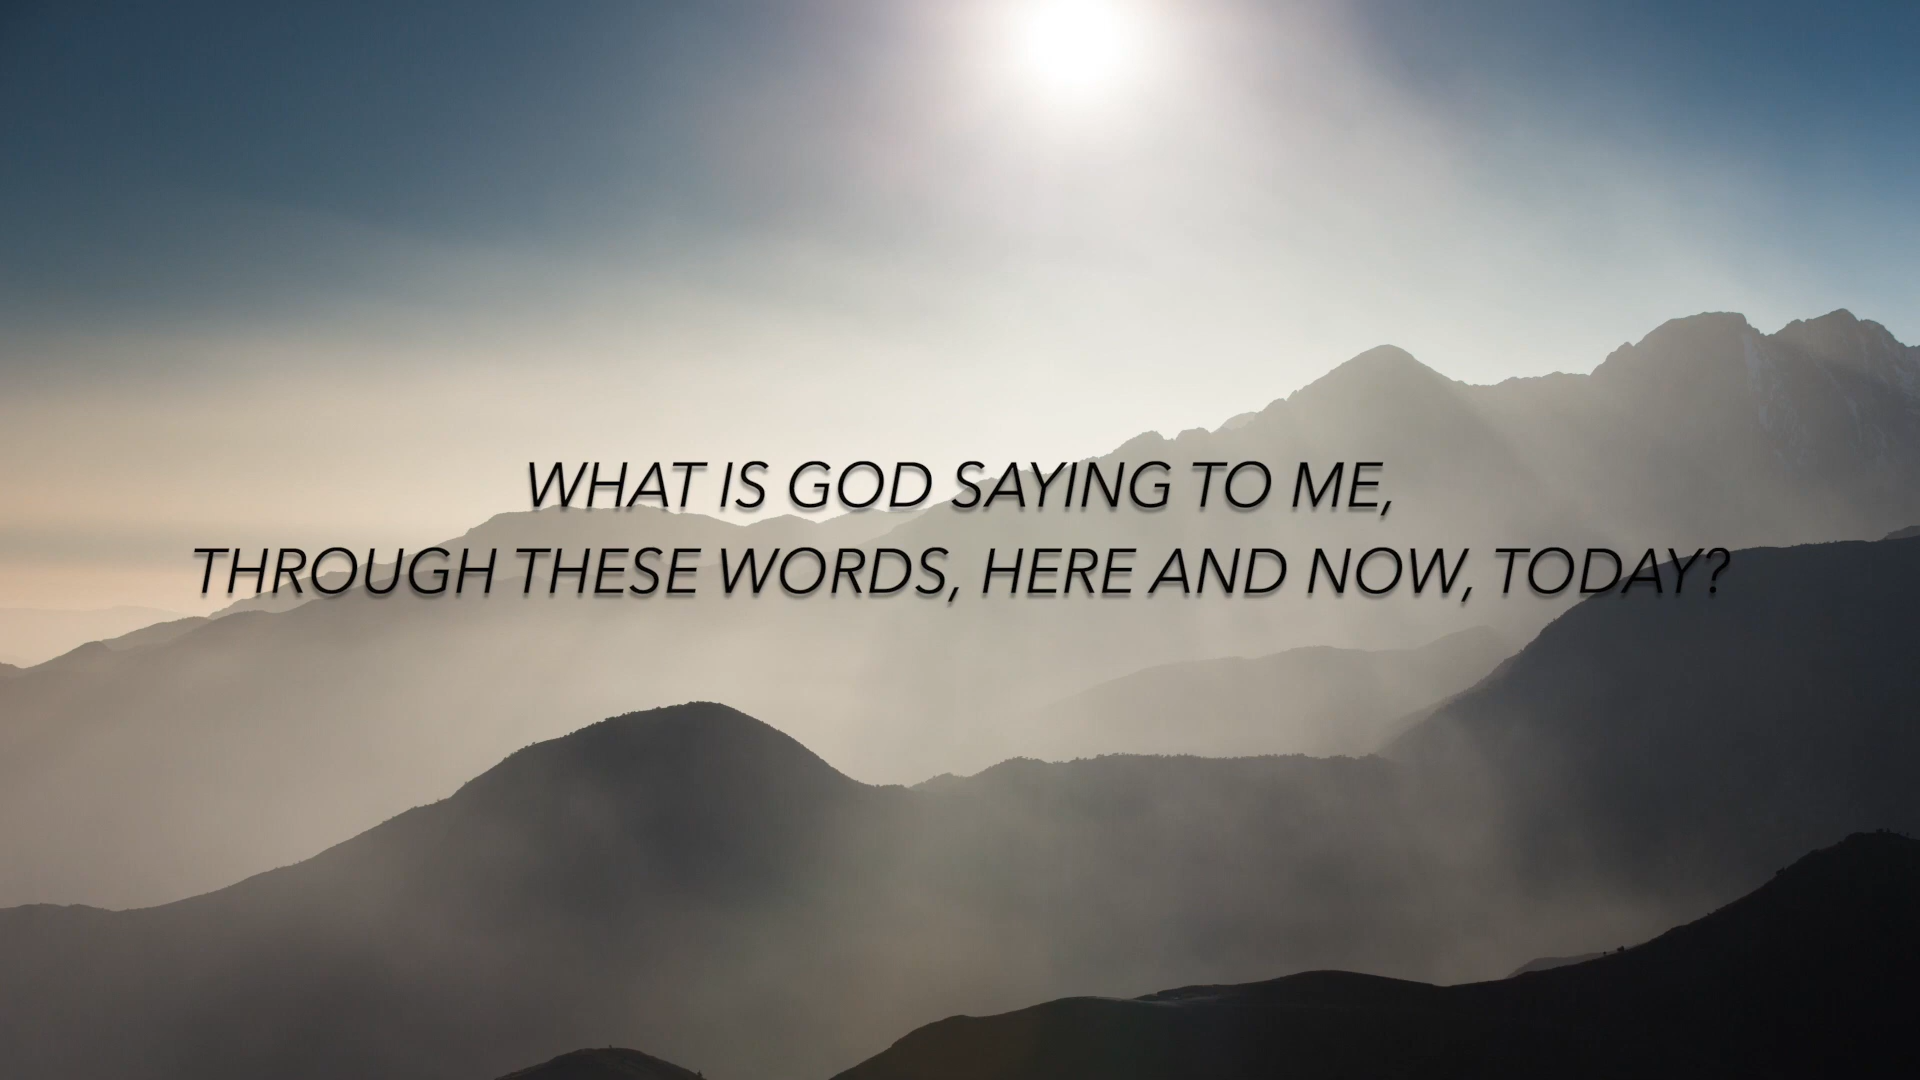 WHAT IS GOD SAYING TO ME,
THROUGH THESE WORDS, HERE AND NOW, TODAY?